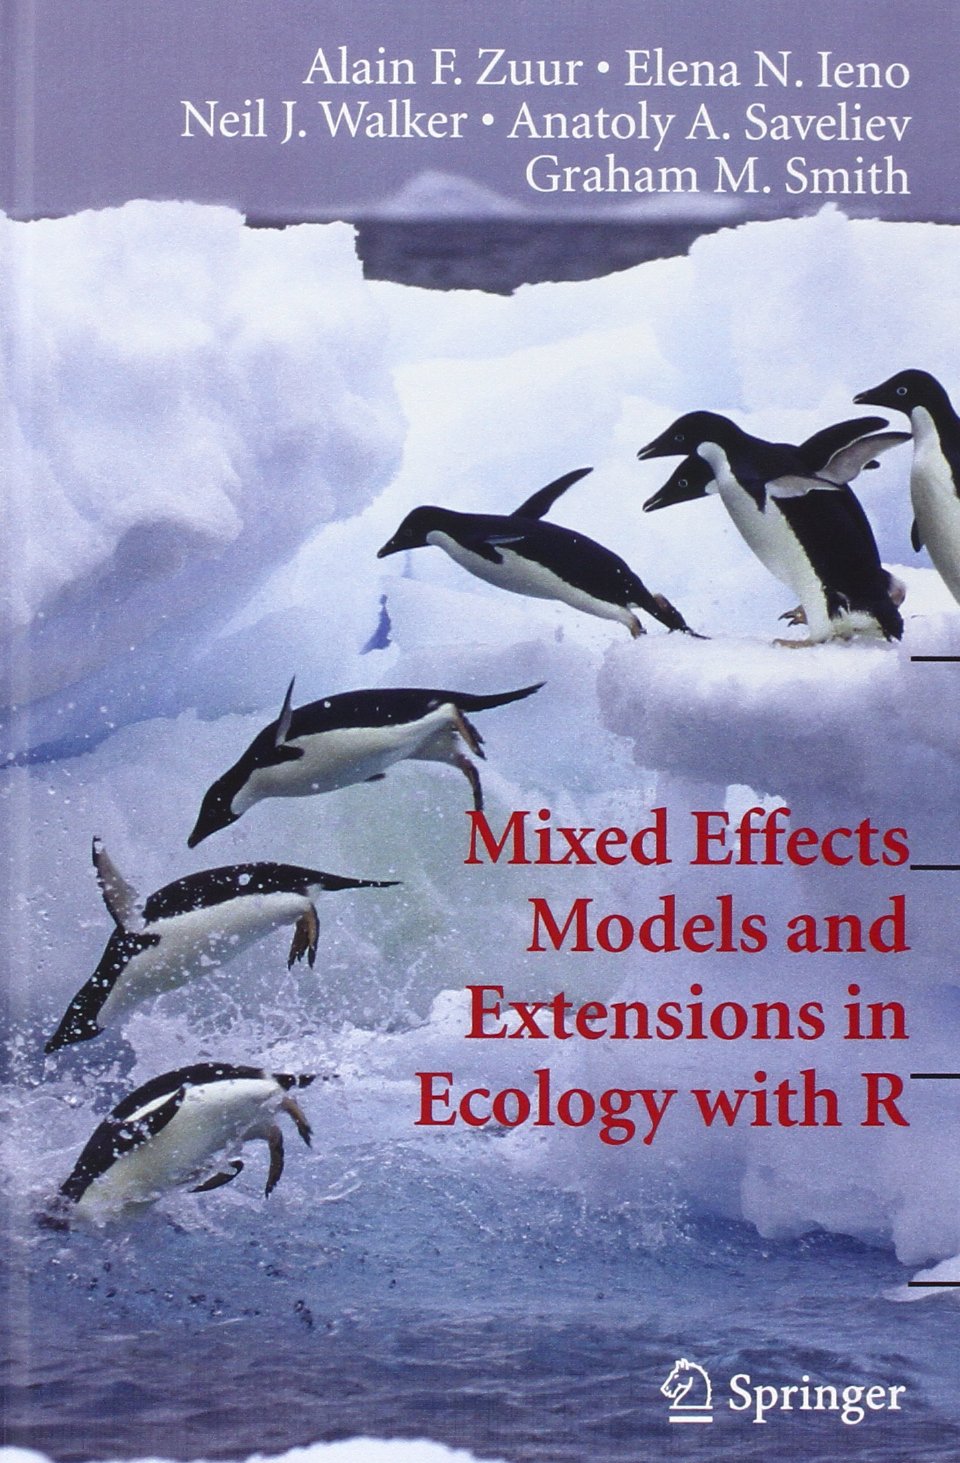 Alain F. Zuur • Elena N. Ieno
Neil J. Walker • Anatoly A. Saveliev
Graham M. Smith
Mixed Effects
Models and
Extensions in
Ecology with R
Springer